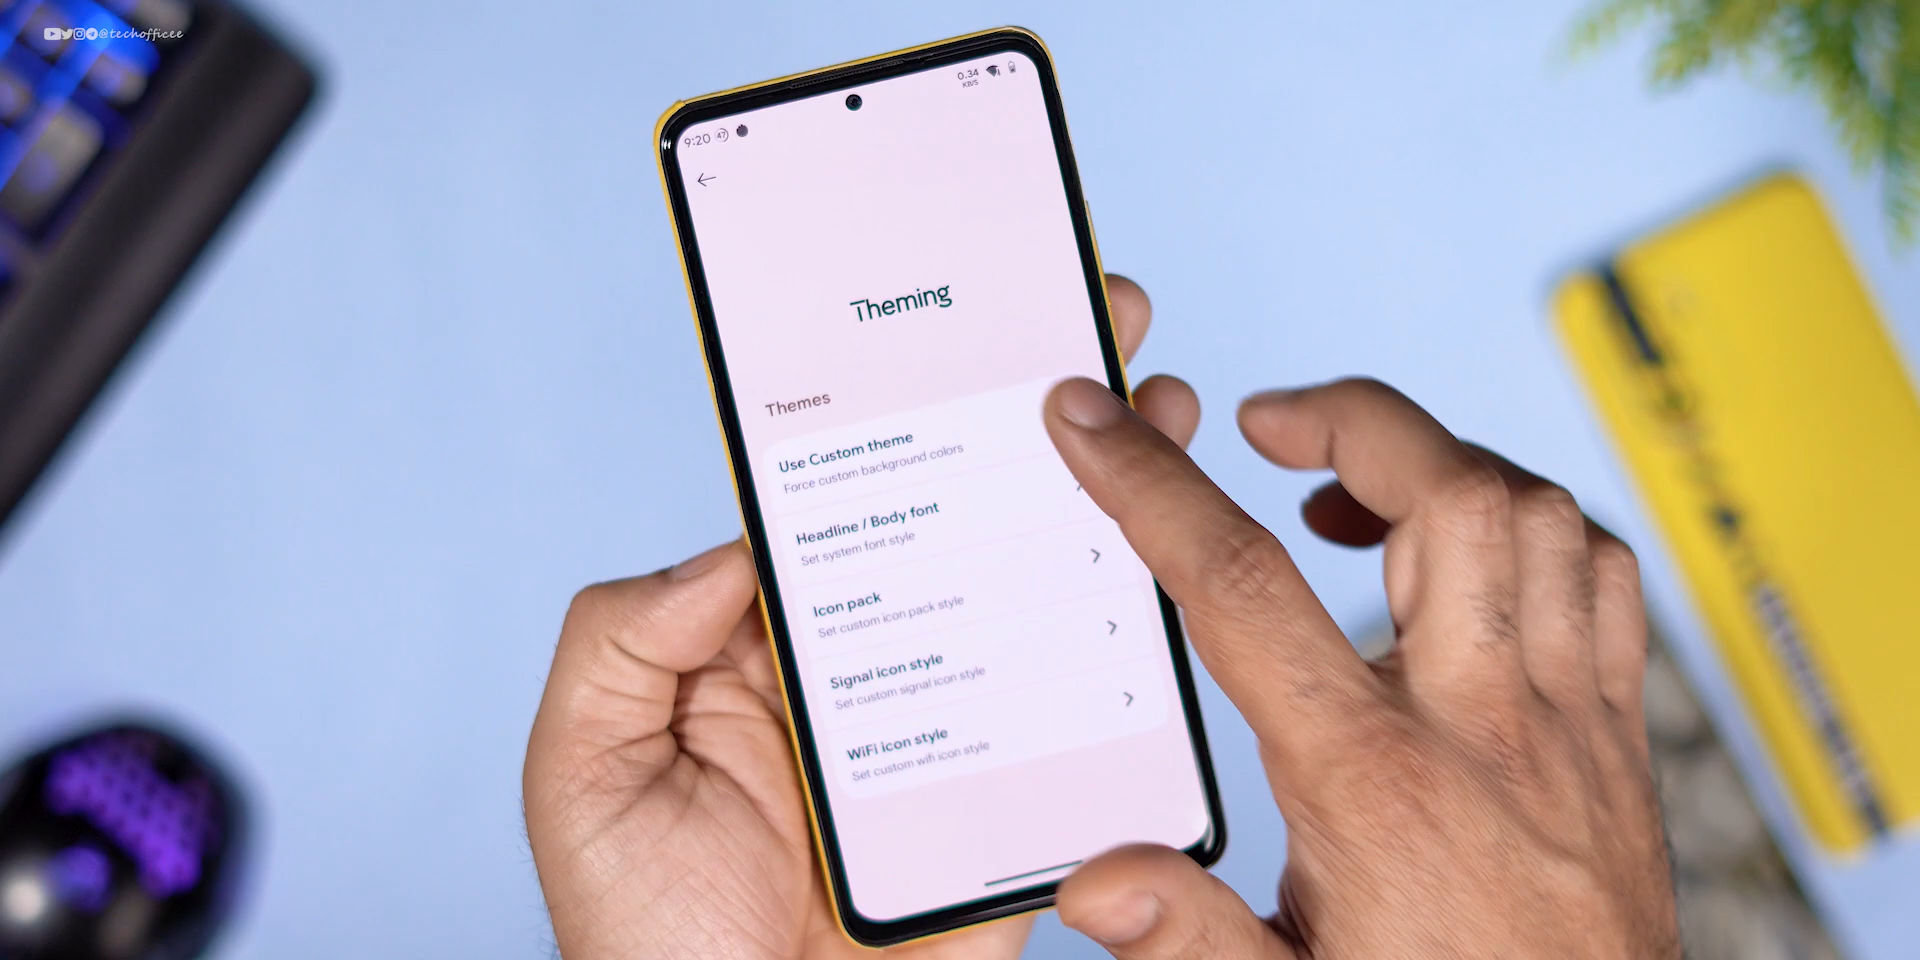 @techofficee
0.34
KB/S
9:20 47
Theming
Themes
Use Custom theme
Force custom background colors
Headline / Body font
Set system font style
Icon pack
Set custom icon pack style
Signal icon style
Set custom signal icon style
WiFi icon style
Set custom wifi icon style